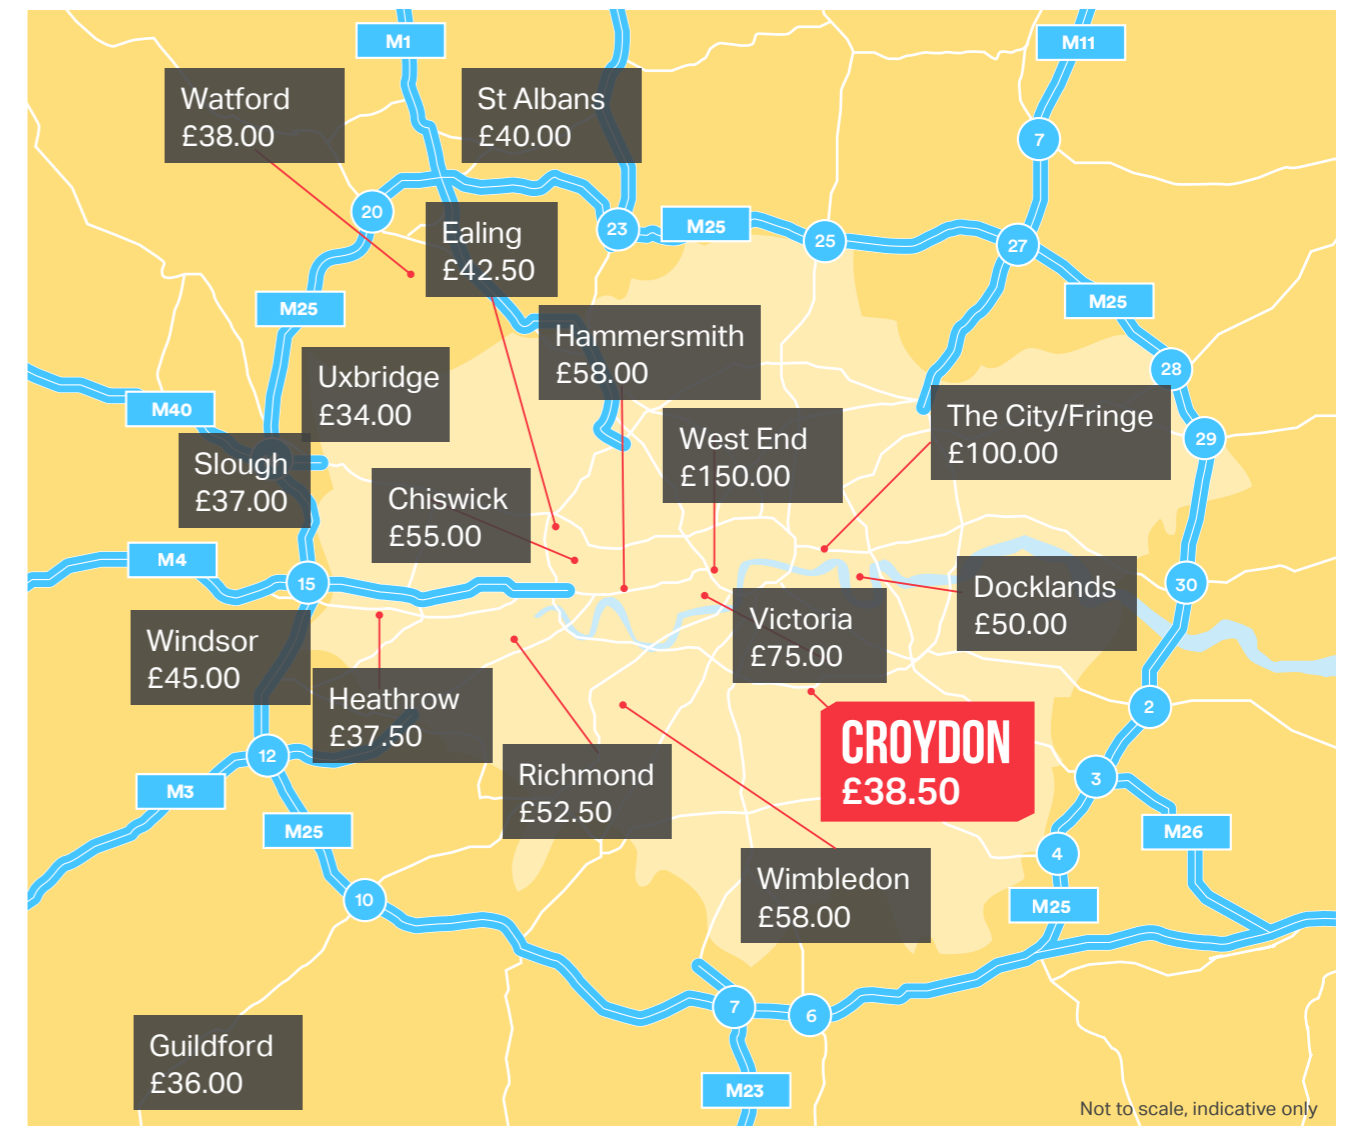 M1
M11
Watford
£38.00
St Albans
£40.00
7
20
Ealing
£42.50
23
M25
25
27
M25
M25
Hammersmith
£58.00
Uxbridge
£34.00
28
M40
The City/Fringe
£100.00
West End
£150.00
29
Slough
£37.00
Chiswick
£55.00
M4
15
Docklands
£50.00
30
Victoria
£75.00
Windsor
£45.00
Heathrow
£37.50
2
CROYDON
£38.50
12
Richmond
£52.50
3
M3
M25
M26
4
Wimbledon
£58.00
10
M25
7
6
Guildford
£36.00
M23
Not to scale, indicative only